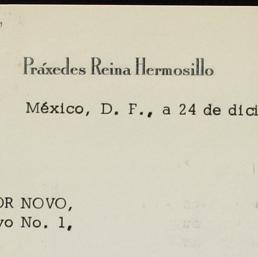 Práxedes Reina Hermosillo
México, D. F., a 24 de dici
OR NOVO,
vo No. 1,